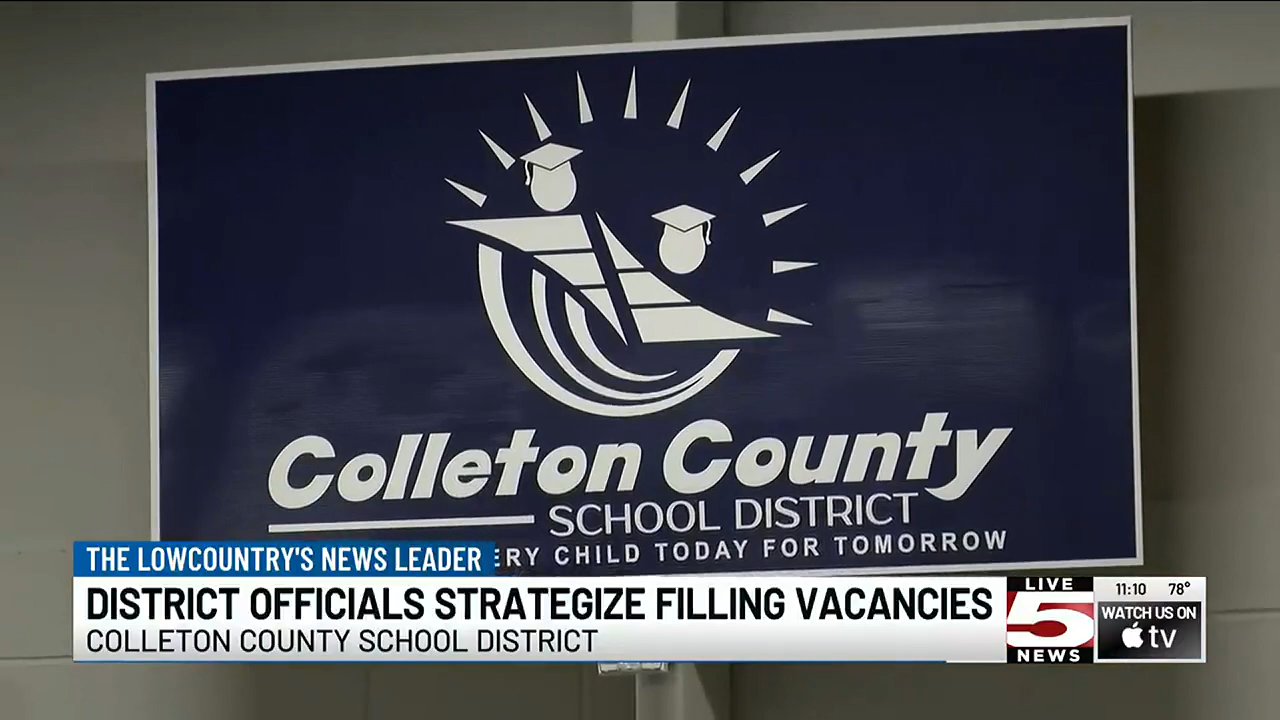 Colleton County
SCHOOL DISTRICT
CHILD TODAY FOR TOMORROW
THE LOWCOUNTRY'S NEWS LEADER
DISTRICT OFFICIALS STRATEGIZE FILLING VACANCIES
COLLETON COUNTY SCHOOL DISTRICT
LIVE
5
NEWS
11:10 78°
WATCH US ON
tv